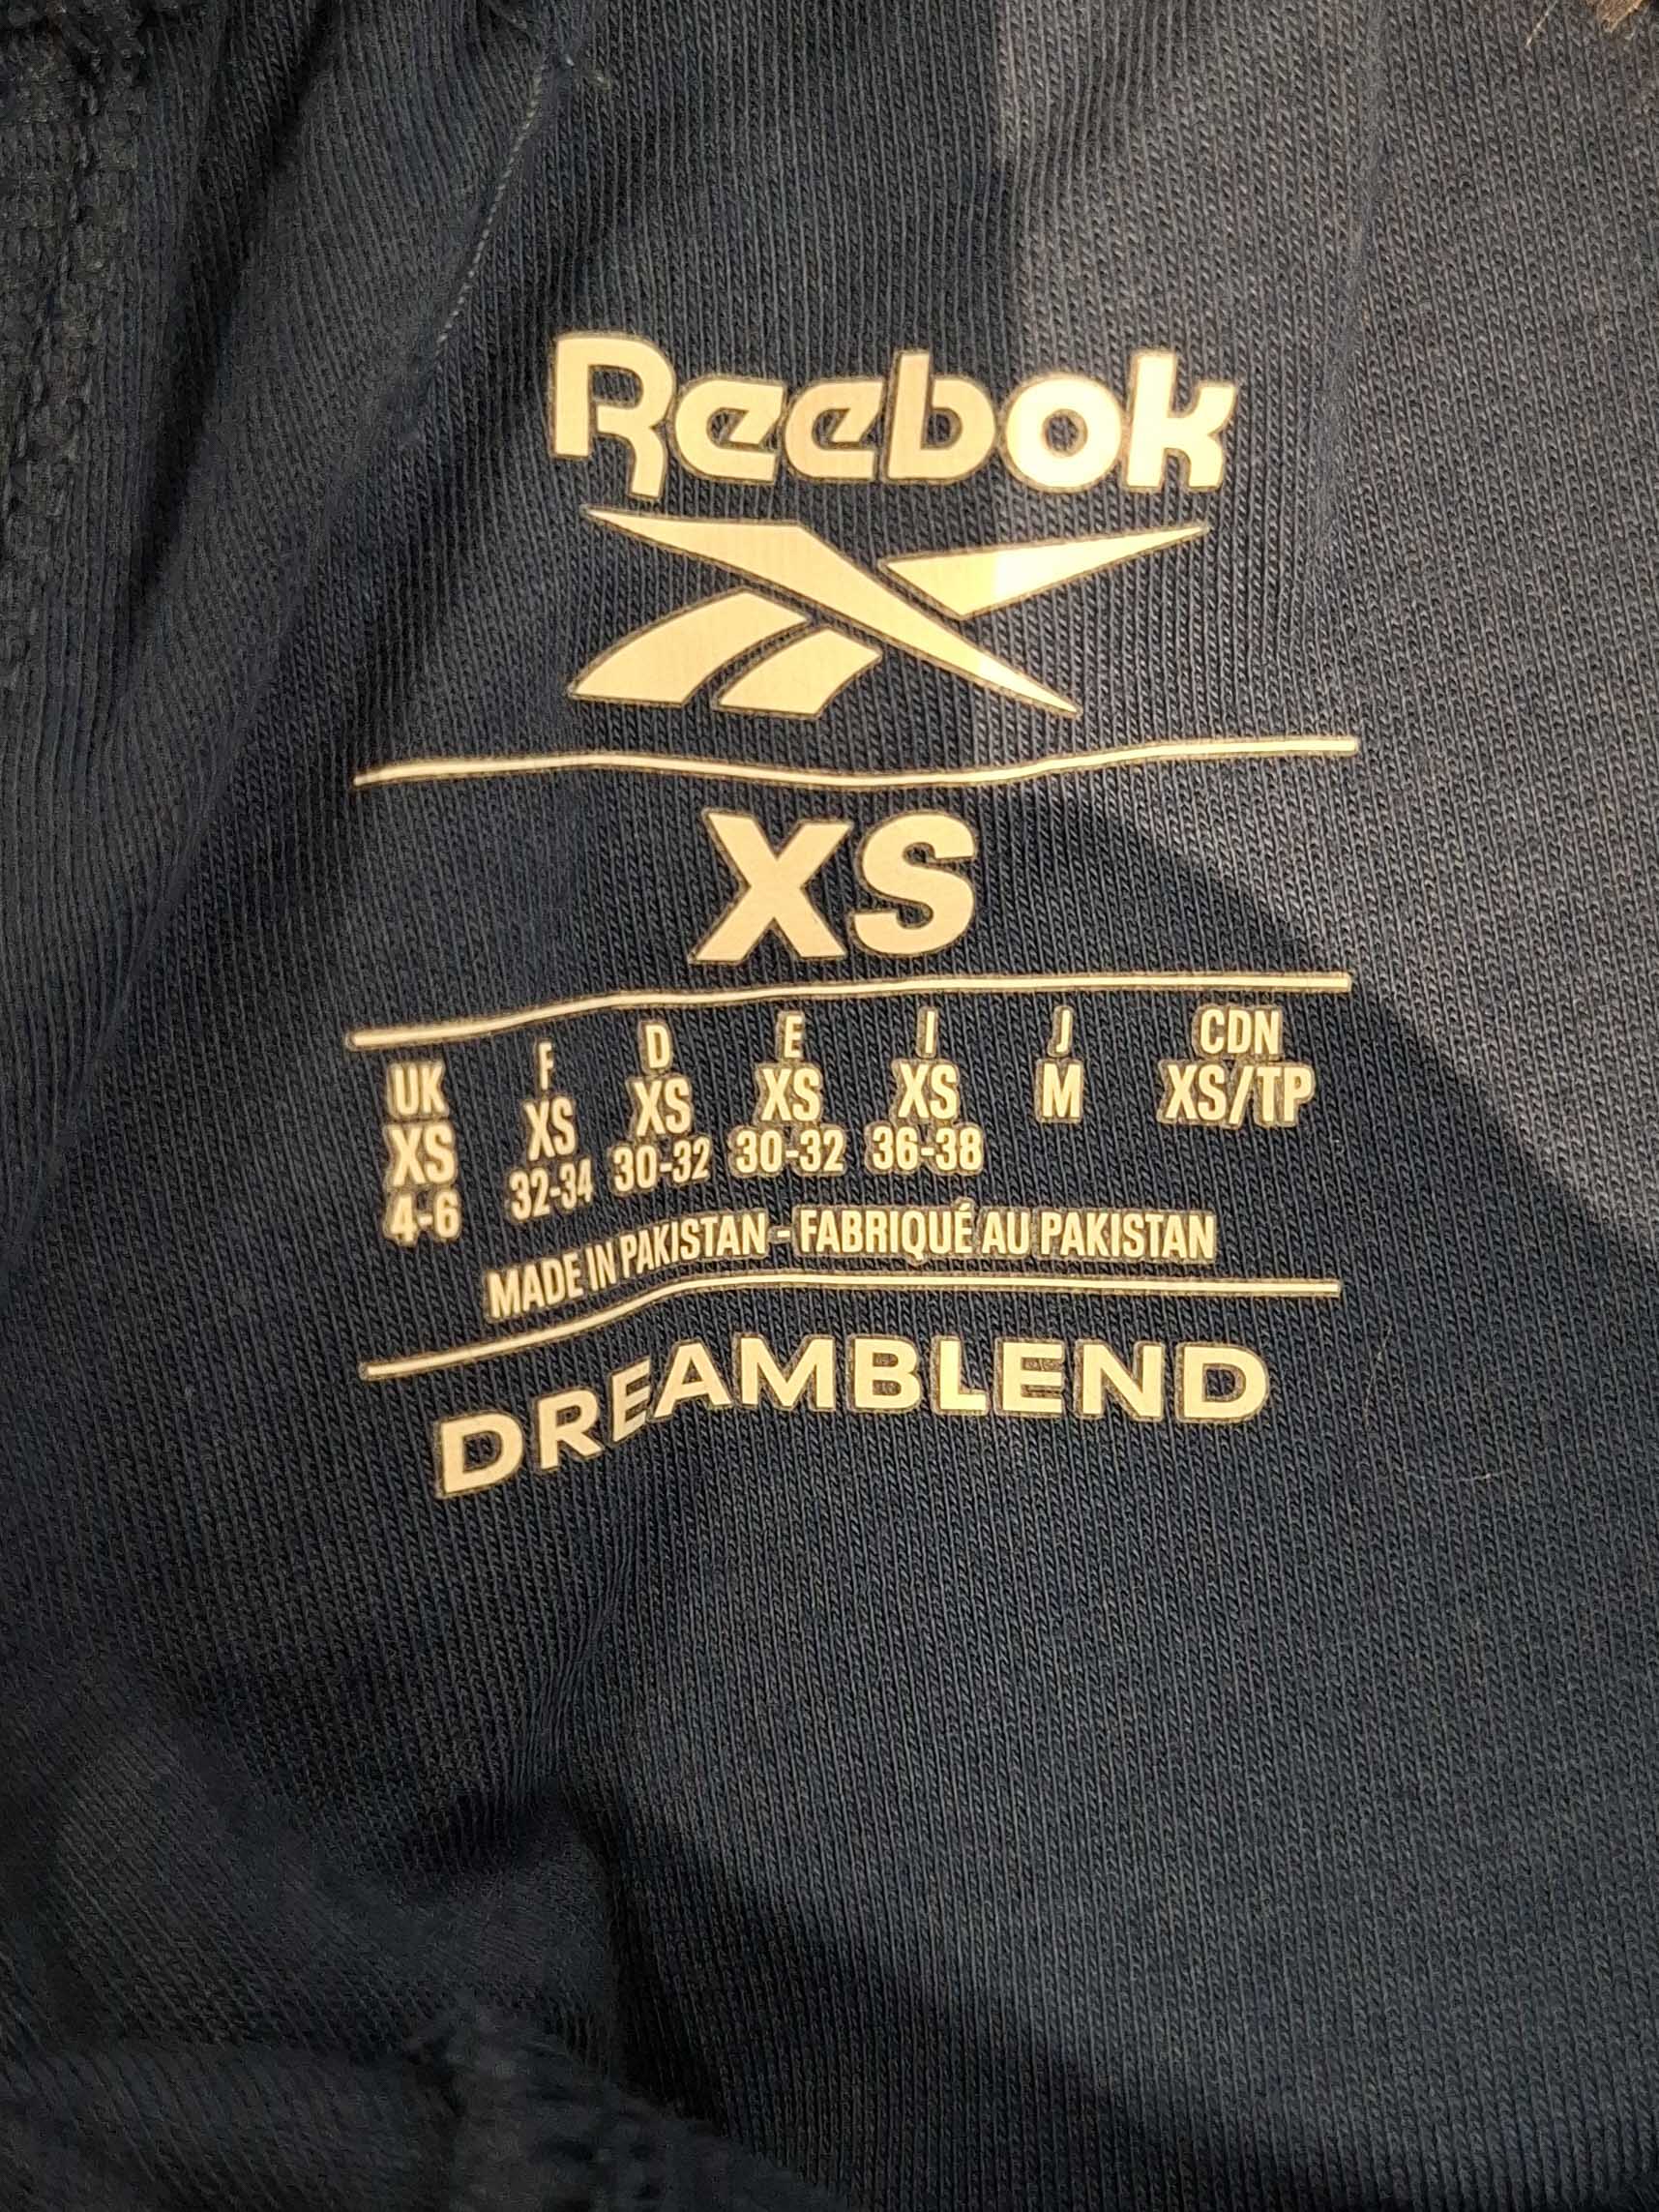 Reebok
XS
UK F D E I J CDN
XS XS XS XS XS M XS/TP
4-6 32-34 30-32 30-32 36-38
MADE IN PAKISTAN - FABRIQUÉ AU PAKISTAN
DREAMBLEND